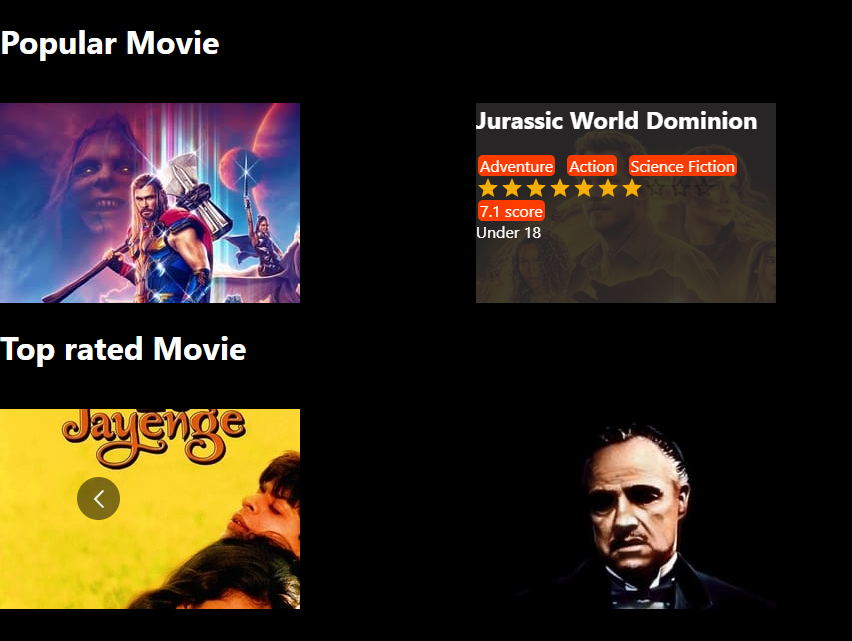 Popular Movie
Jurassic World Dominion
Adventure Action Science Fiction
7.1 score
Under 18
Top rated Movie
Jayenge